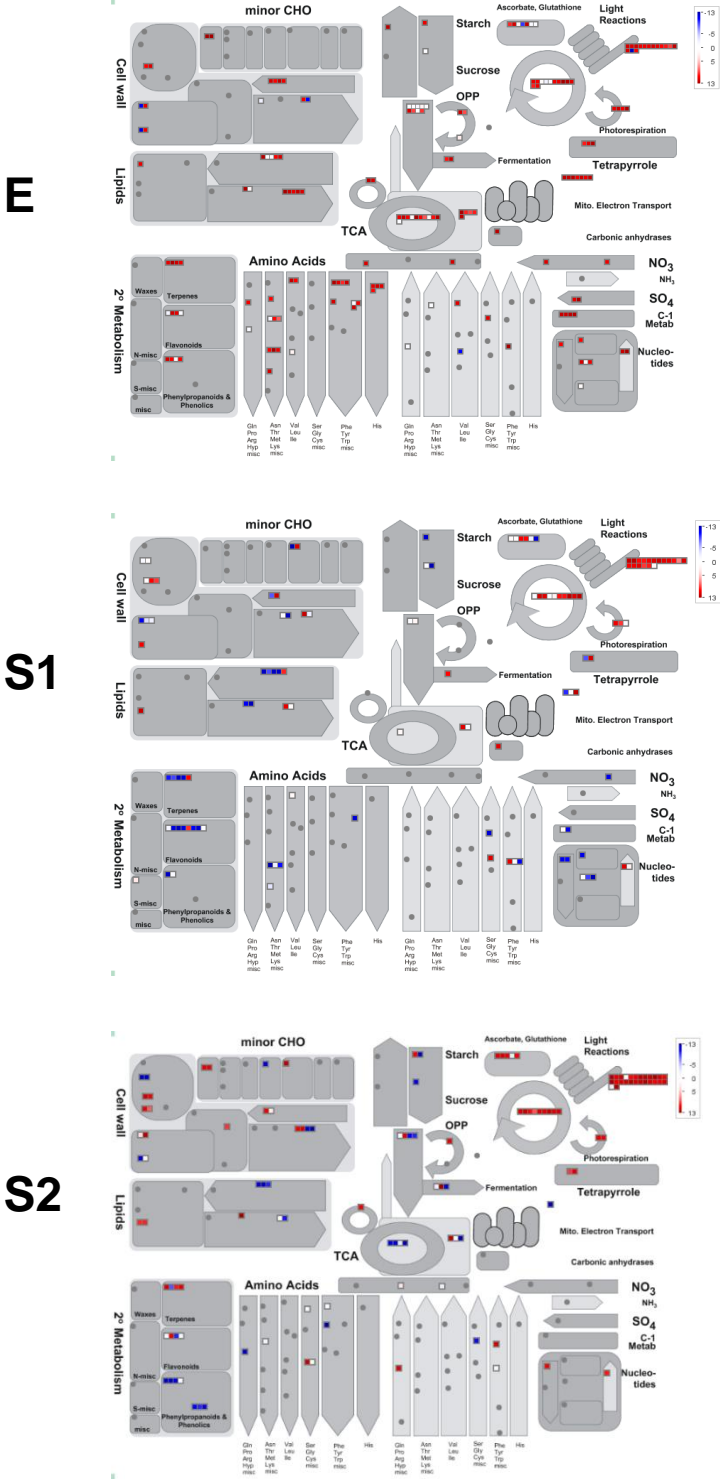 E
minor CHO
Cell wall
Lipids
Starch
Sucrose
OPP
Fermentation
TCA
Ascorbate, Glutathione
Light
Reactions
Photorespiration
Tetrapyrrole
Mito. Electron Transport
Carbonic anhydrases
-13
-5
0
5
13
2° Metabolism
Waxes
Terpenes
Flavonoids
N-misc
S-misc
misc
Phenylpropanoids &
Phenolics
Amino Acids
Gln
Pro
Arg
Hyp
misc
Asn
Thr
Met
Lys
misc
Val
Leu
Ile
Ser
Gly
Cys
misc
Phe
Tyr
Trp
misc
His
Gln
Pro
Arg
Hyp
misc
Asn
Thr
Met
Lys
misc
Val
Leu
Ile
Ser
Gly
Cys
misc
Phe
Tyr
Trp
misc
His
NO3
NH3
SO4
C-1
Metab
Nucleo-
tides
S1
minor CHO
Cell wall
Lipids
Starch
Sucrose
OPP
Fermentation
TCA
Ascorbate, Glutathione
Light
Reactions
Photorespiration
Tetrapyrrole
Mito. Electron Transport
Carbonic anhydrases
-13
-5
0
5
13
2° Metabolism
Waxes
Terpenes
Flavonoids
N-misc
S-misc
misc
Phenylpropanoids &
Phenolics
Amino Acids
Gln
Pro
Arg
Hyp
misc
Asn
Thr
Met
Lys
misc
Val
Leu
Ile
Ser
Gly
Cys
misc
Phe
Tyr
Trp
misc
His
Gln
Pro
Arg
Hyp
misc
Asn
Thr
Met
Lys
misc
Val
Leu
Ile
Ser
Gly
Cys
misc
Phe
Tyr
Trp
misc
His
NO3
NH3
SO4
C-1
Metab
Nucleo-
tides
S2
minor CHO
Cell wall
Lipids
Starch
Sucrose
OPP
Fermentation
TCA
Ascorbate, Glutathione
Light
Reactions
Photorespiration
Tetrapyrrole
Mito. Electron Transport
Carbonic anhydrases
-13
-5
0
5
13
2° Metabolism
Waxes
Terpenes
Flavonoids
N-misc
S-misc
misc
Phenylpropanoids &
Phenolics
Amino Acids
Gln
Pro
Arg
Hyp
misc
Asn
Thr
Met
Lys
misc
Val
Leu
Ile
Ser
Gly
Cys
misc
Phe
Tyr
Trp
misc
His
Gln
Pro
Arg
Hyp
misc
Asn
Thr
Met
Lys
misc
Val
Leu
Ile
Ser
Gly
Cys
misc
Phe
Tyr
Trp
misc
His
NO3
NH3
SO4
C-1
Metab
Nucleo-
tides